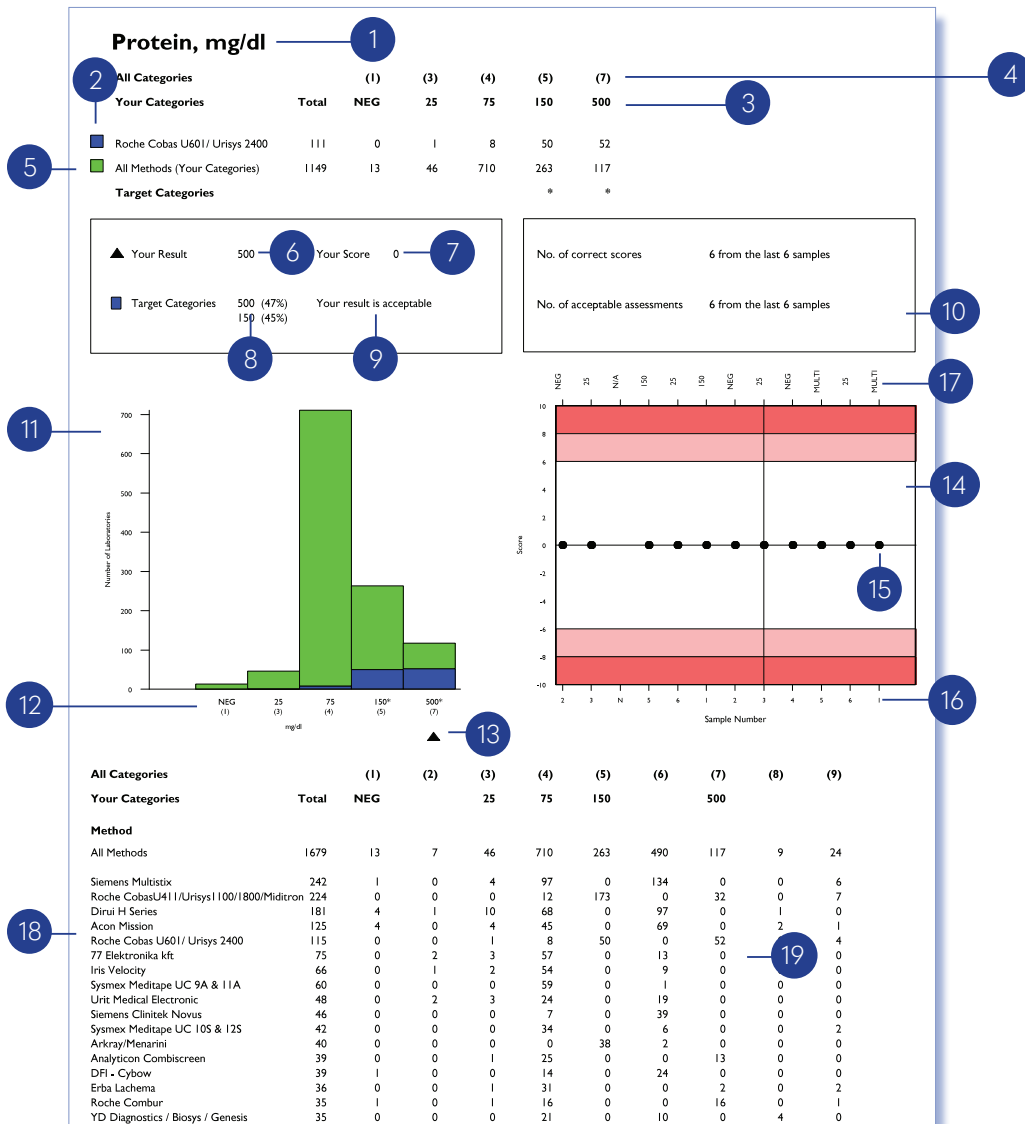 Protein, mg/dl 1
2 All Categories (1) (3) (4) (5) (7) 4
Your Categories Total NEG 25 75 150 500 3
Roche Cobas U601/ Urisys 2400 111 0 1 8 50 52
5 All Methods (Your Categories) 1149 13 46 710 263 117
Target Categories * *
Your Result 500 6 Your Score 0 7
Target Categories 500 (47%) Your result is acceptable
150 (45%)
8 9
No. of correct scores 6 from the last 6 samples
No. of acceptable assessments 6 from the last 6 samples
10
11
700
600
500
400
300
200
100
0
Number of Laboratories
12 NEG 25 75 150* 500*
(1) (3) (4) (5) (7)
mg/dl
13
NEG 25 N/A 150 25 150 NEG 25 NEG MULTI 25 MULTI 17
10
8
6
4
2
0
-2
-4
-6
-8
-10
Score
14
15
2 3 N 5 6 1 2 3 4 5 6 1 16
Sample Number
All Categories (1) (2) (3) (4) (5) (6) (7) (8) (9)
Your Categories Total NEG 25 75 150 500
Method
All Methods 1679 13 7 46 710 263 490 117 9 24
Siemens Multistix 242 1 0 4 97 0 134 0 0 6
Roche CobasU411/Urisys1100/1800/Miditron 224 0 0 0 12 173 0 32 0 7
Dirui H Series 181 4 1 10 68 0 97 0 1 0
18 Acon Mission 125 4 0 4 45 0 69 0 2 1
Roche Cobas U601/ Urisys 2400 115 0 0 1 8 50 0 52 4
77 Elektronika kft 75 0 2 3 57 0 13 0 19 0
Iris Velocity 66 0 1 2 54 0 9 0 0 0
Sysmex Meditape UC 9A & 11A 60 0 0 0 59 0 1 0 0 0
Urit Medical Electronic 48 0 2 3 24 0 19 0 0 0
Siemens Clinitek Novus 46 0 0 0 7 0 39 0 0 0
Sysmex Meditape UC 10S & 12S 42 0 0 0 34 0 6 0 0 2
Arkray/Menarini 40 0 0 0 0 38 2 0 0 0
Analyticon Combiscreen 39 0 0 1 25 0 0 13 0 0
DFI - Cybow 39 1 0 0 14 0 24 0 0 0
Erba Lachema 36 0 0 1 31 0 0 2 0 2
Roche Combur 35 1 0 1 16 0 0 16 0 1
YD Diagnostics / Biosys / Genesis 35 0 0 0 21 0 10 0 4 0